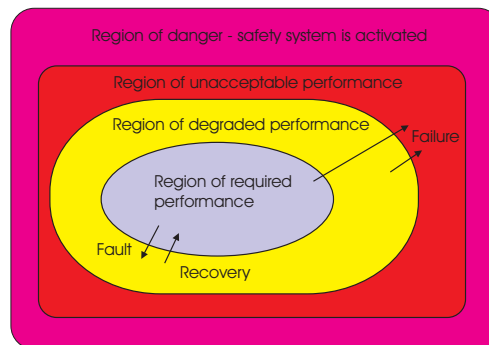 Region of danger - safety system is activated
Region of unacceptable performance
Region of degraded performance
Failure
Region of required
performance
Fault
Recovery